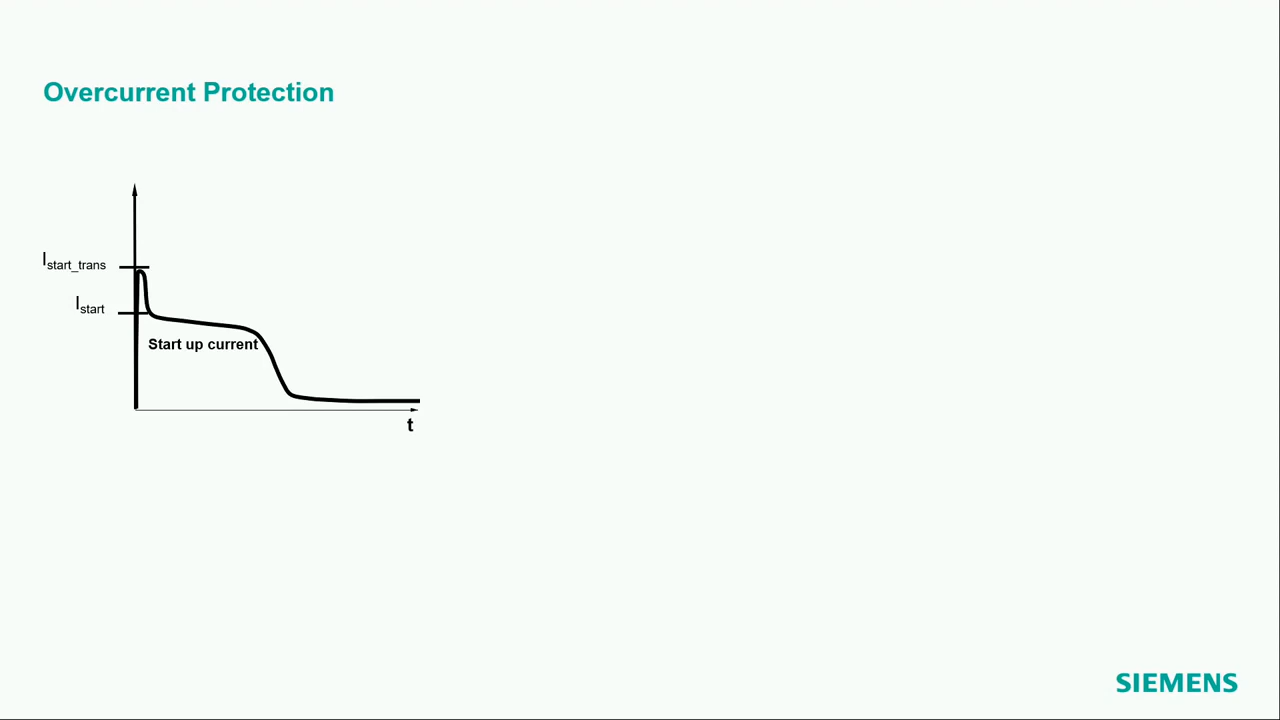 Overcurrent Protection
Istart_trans
Istart
Start up current
t
SIEMENS